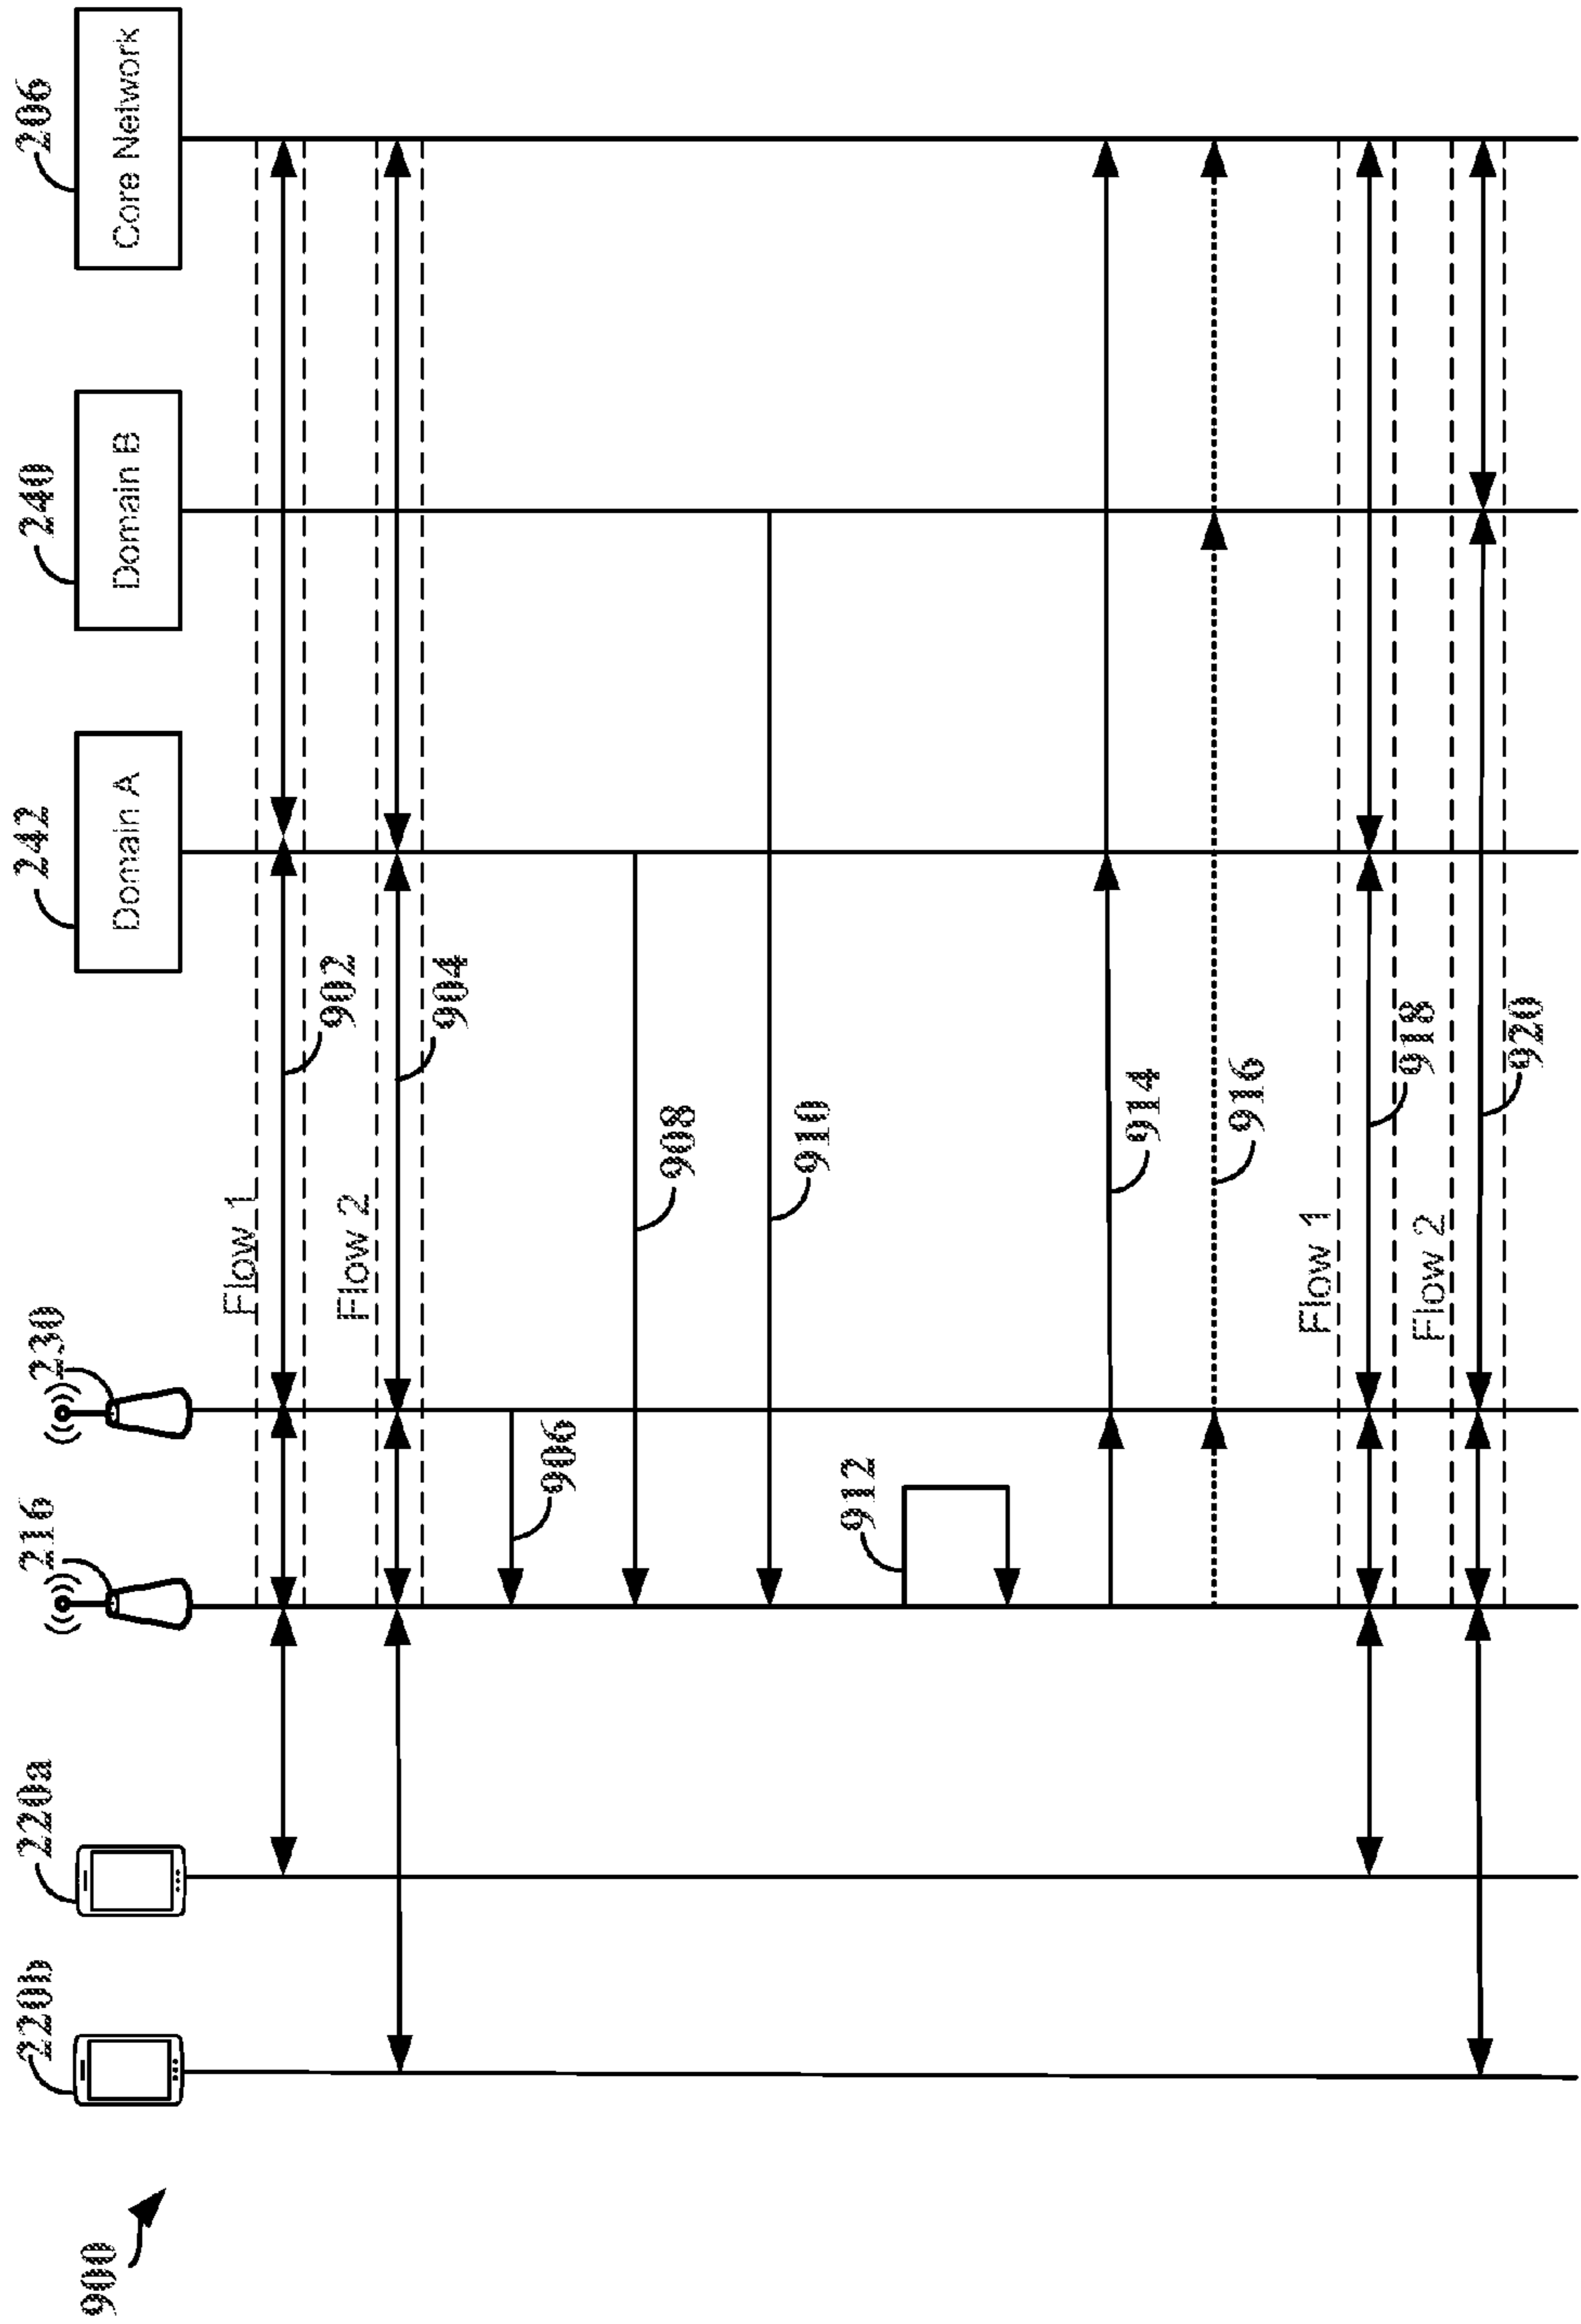 900
220b
220a
216
230
242
240
206
Domain A
Domain B
Core Network
Flow 1
902
Flow 2
904
906
908
910
912
914
916
Flow 1
918
Flow 2
920